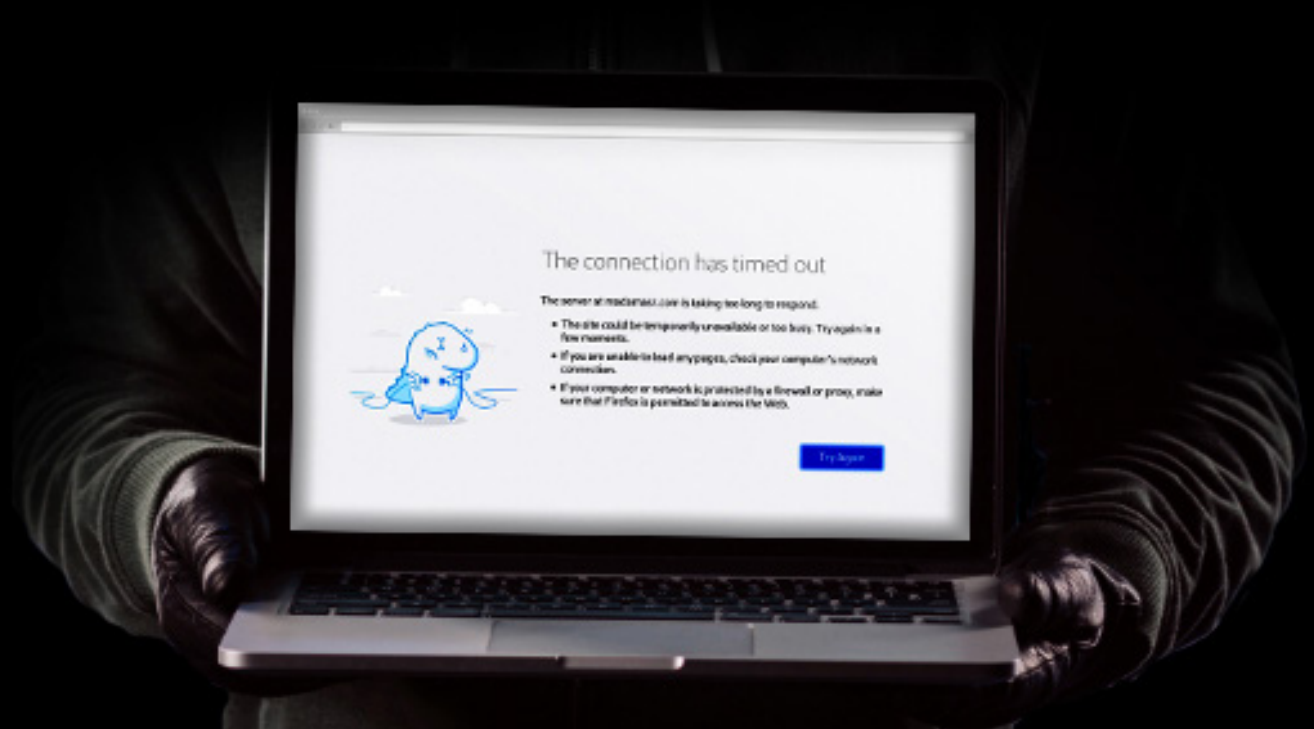 The connection has timed out
The server at madamasr.com is taking too long to respond.
• The site could be temporarily unavailable or too busy. Try again in a
few moments.
• If you are unable to load any pages, check your computer's network
connection.
• If your computer or network is protected by a firewall or proxy, make
sure that Firefox is permitted to access the Web.
Try Again